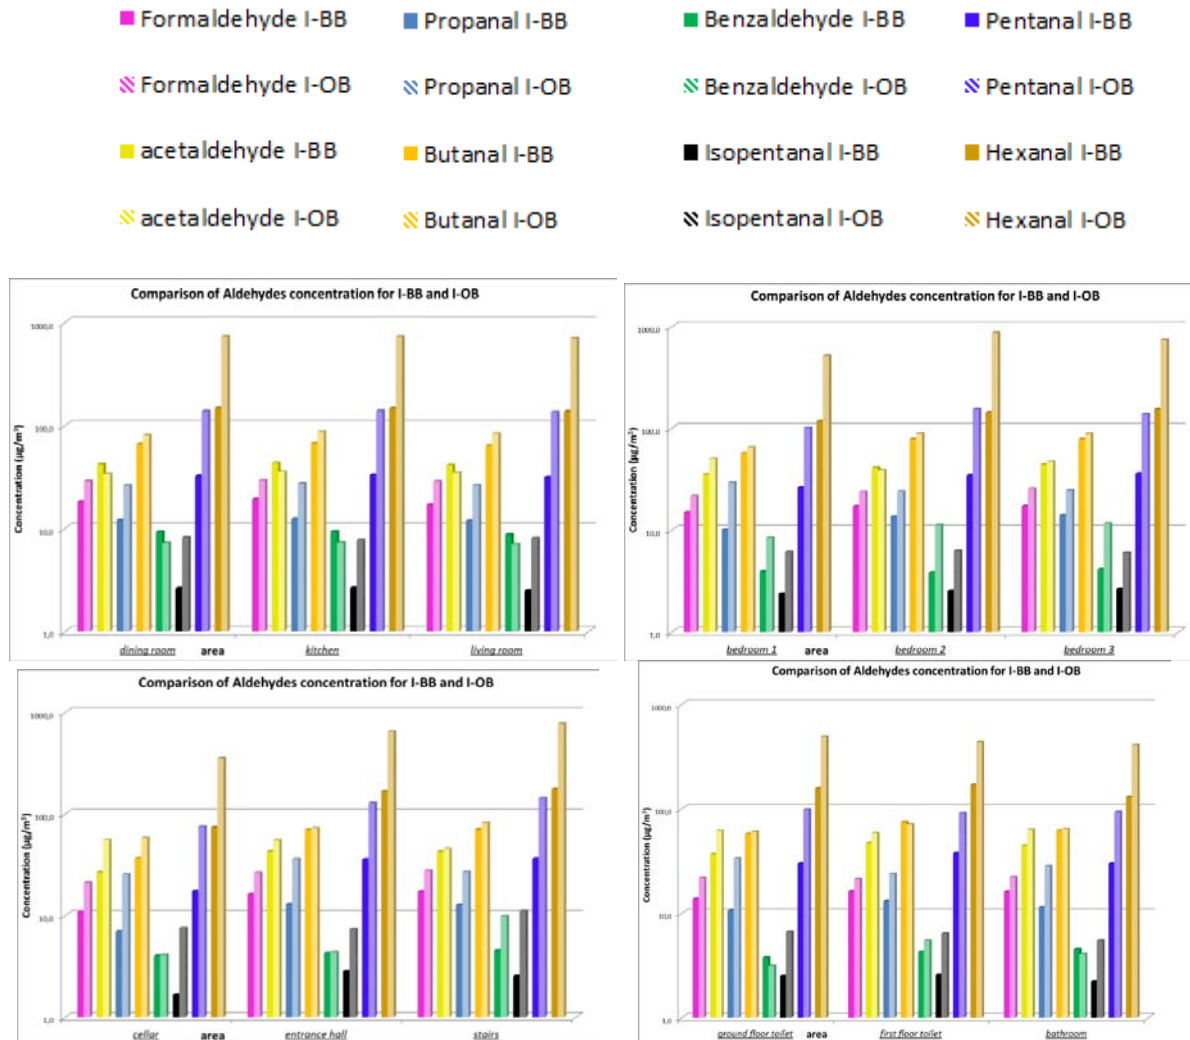 Formaldehyde I-BB Propanal I-BB Benzaldehyde I-BB Pentanal I-BB
Formaldehyde I-OB Propanal I-OB Benzaldehyde I-OB Pentanal I-OB
acetaldehyde I-BB Butanal I-BB Isopentanal I-BB Hexanal I-BB
acetaldehyde I-OB Butanal I-OB Isopentanal I-OB Hexanal I-OB
Comparison of Aldehydes concentration for I-BB and I-OB
Concentration (µg/m³)
1000,0
100,0
10,0
1,0
dining room area kitchen living room
Comparison of Aldehydes concentration for I-BB and I-OB
Concentration (µg/m³)
1000,0
100,0
10,0
1,0
bedroom 1 area bedroom 2 bedroom 3
Comparison of Aldehydes concentration for I-BB and I-OB
Concentration (µg/m³)
1000,0
100,0
10,0
1,0
cellar area entrance hall stairs
Comparison of Aldehydes concentration for I-BB and I-OB
Concentration (µg/m³)
1000,0
100,0
10,0
1,0
ground floor toilet area first floor toilet bathroom